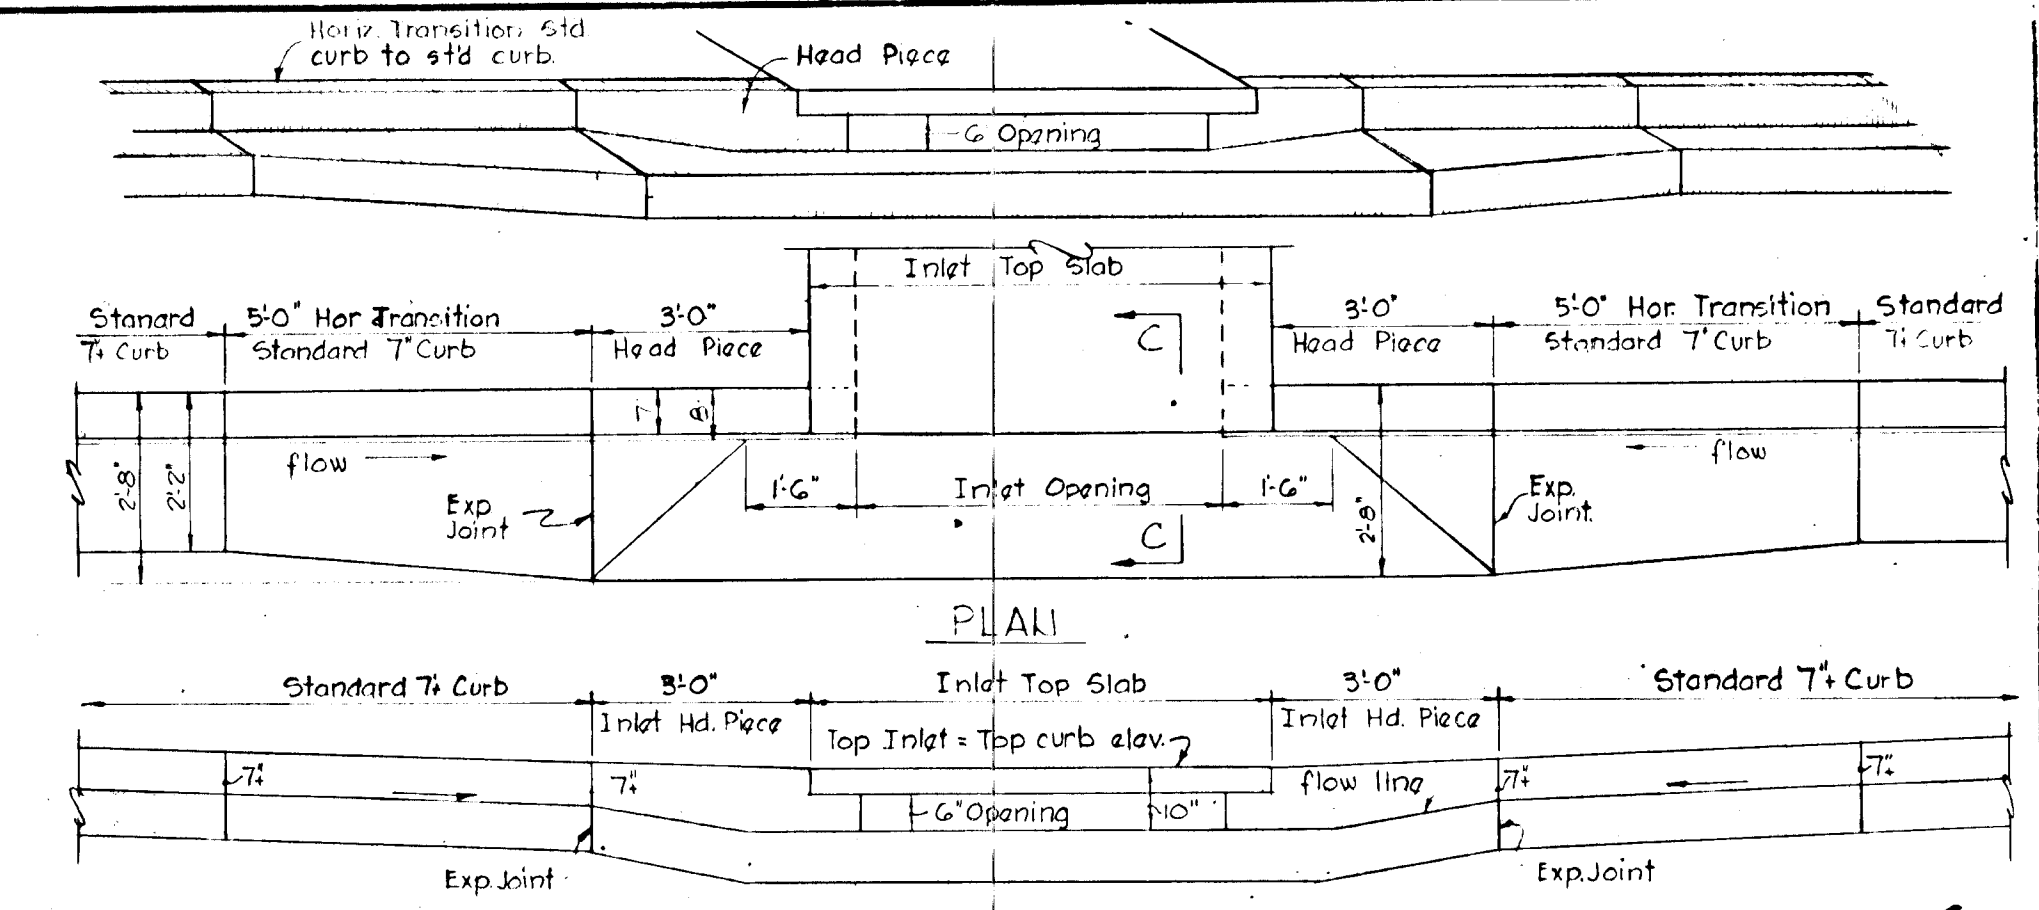 Horiz. Transition Std.
curb to st'd curb.
Head Piece
6 Opening
Inlet Top Slab
Stanard
7"+ Curb
5'-0" Hor Transition
Standard 7" Curb
3'-0"
Head Piece
C
3'-0"
Head Piece
5'-0" Hor. Transition
Standard 7" Curb
Standard
7"+ Curb
7
8
flow
flow
2'-8"
2'-2"
Exp
Joint
1'-6"
Inlet Opening
1'-6"
2'-8"
Exp.
Joint.
C
PLAN
Standard 7"+ Curb
3'-0"
Inlet Hd. Piece
Inlet Top Slab
3'-0"
Inlet Hd. Piece
Standard 7"+ Curb
Top Inlet = Top curb elev.
7"+
7"+
6" Opening
10"
flow line
7"+
7"+
Exp. Joint
Exp. Joint